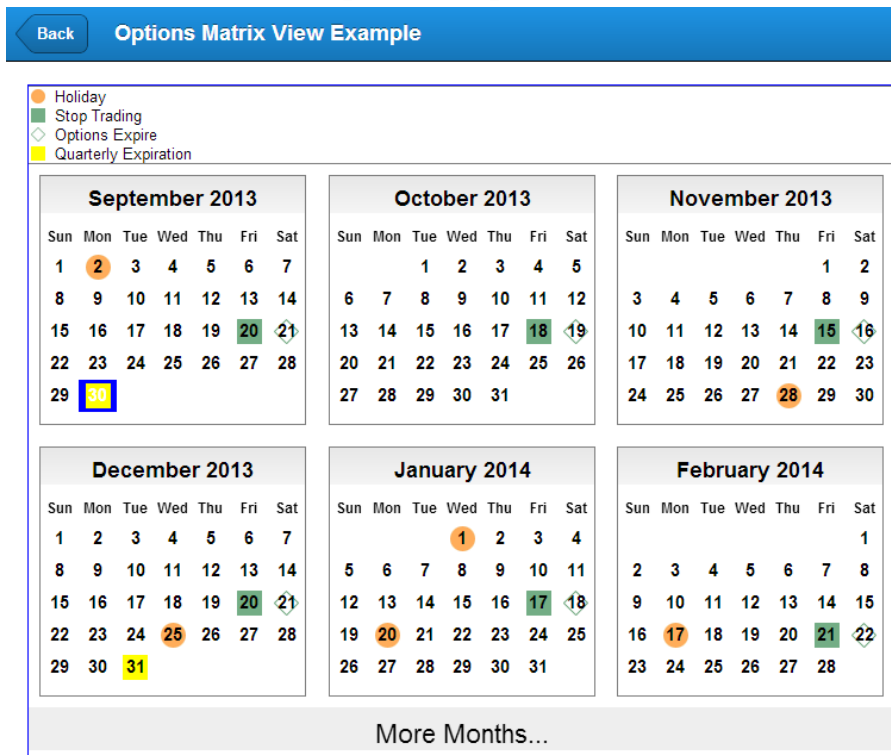 Back Options Matrix View Example
Holiday
Stop Trading
Options Expire
Quarterly Expiration
September 2013
Sun Mon Tue Wed Thu Fri Sat
1 2 3 4 5 6 7
8 9 10 11 12 13 14
15 16 17 18 19 20 21
22 23 24 25 26 27 28
29 30
October 2013
Sun Mon Tue Wed Thu Fri Sat
1 2 3 4 5
6 7 8 9 10 11 12
13 14 15 16 17 18 19
20 21 22 23 24 25 26
27 28 29 30 31
November 2013
Sun Mon Tue Wed Thu Fri Sat
1 2
3 4 5 6 7 8 9
10 11 12 13 14 15 16
17 18 19 20 21 22 23
24 25 26 27 28 29 30
December 2013
Sun Mon Tue Wed Thu Fri Sat
1 2 3 4 5 6 7
8 9 10 11 12 13 14
15 16 17 18 19 20 21
22 23 24 25 26 27 28
29 30 31
January 2014
Sun Mon Tue Wed Thu Fri Sat
1 2 3 4
5 6 7 8 9 10 11
12 13 14 15 16 17 18
19 20 21 22 23 24 25
26 27 28 29 30 31
February 2014
Sun Mon Tue Wed Thu Fri Sat
1
2 3 4 5 6 7 8
9 10 11 12 13 14 15
16 17 18 19 20 21 22
23 24 25 26 27 28
More Months...